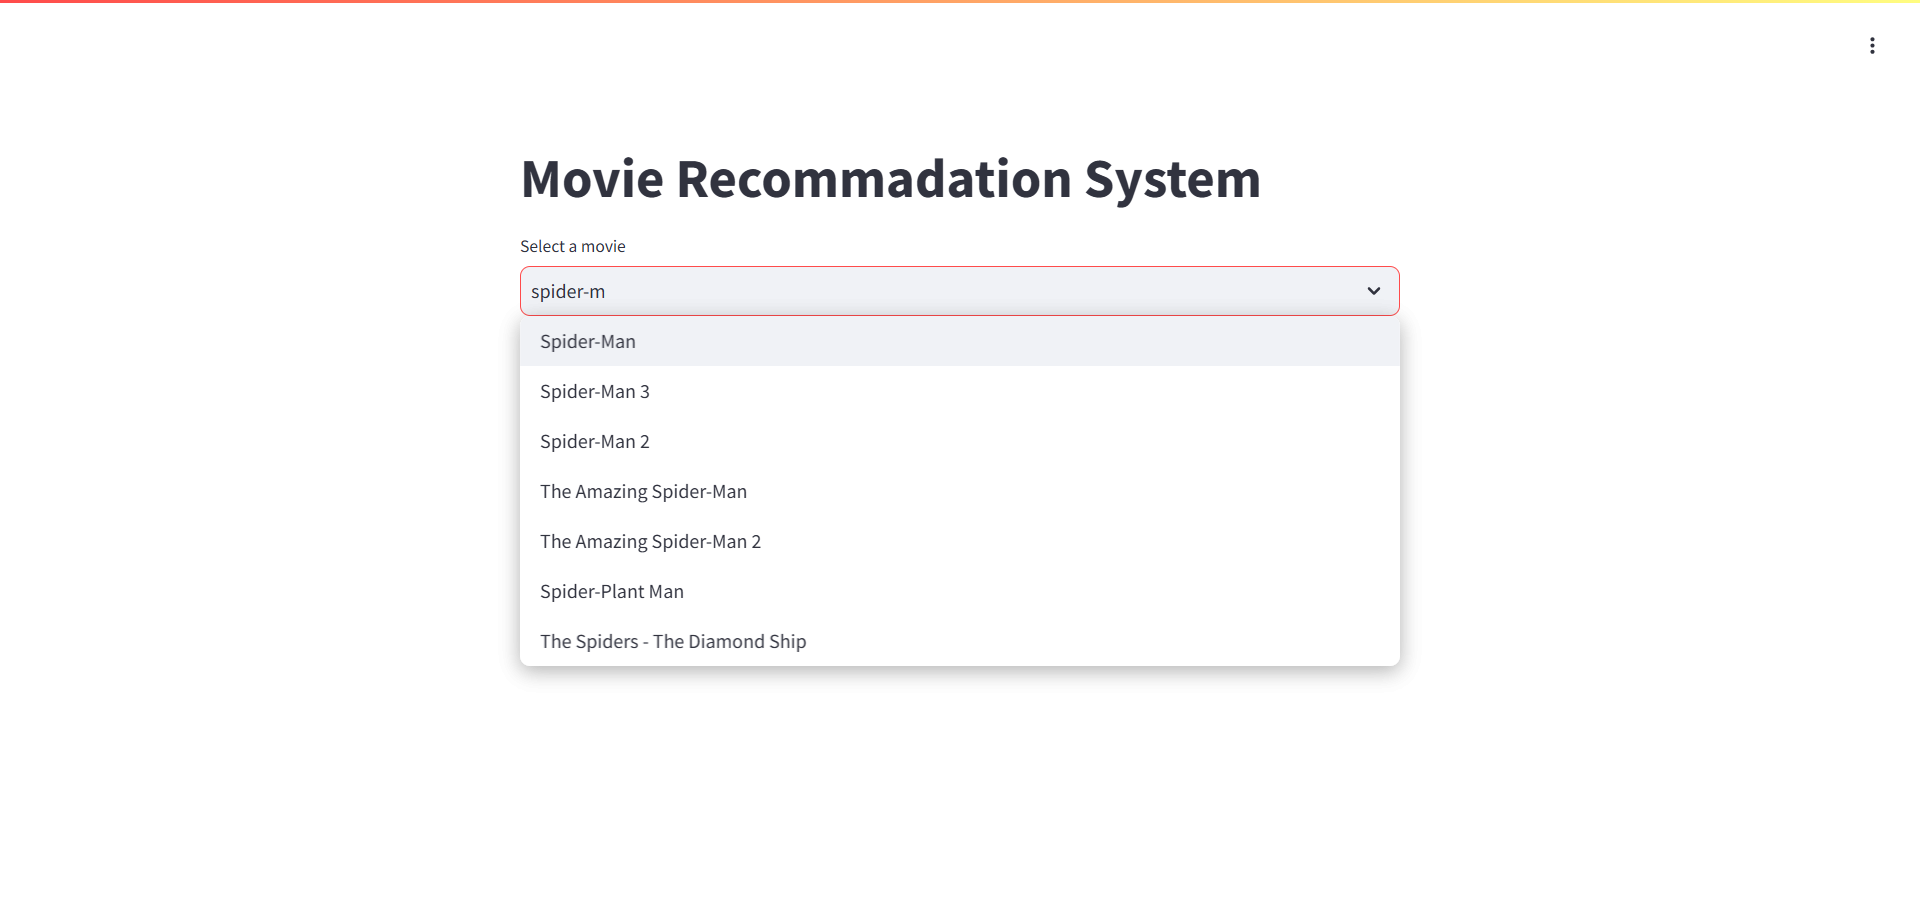 Movie Recommadation System
Select a movie
spider-m
Spider-Man
Spider-Man 3
Spider-Man 2
The Amazing Spider-Man
The Amazing Spider-Man 2
Spider-Plant Man
The Spiders - The Diamond Ship